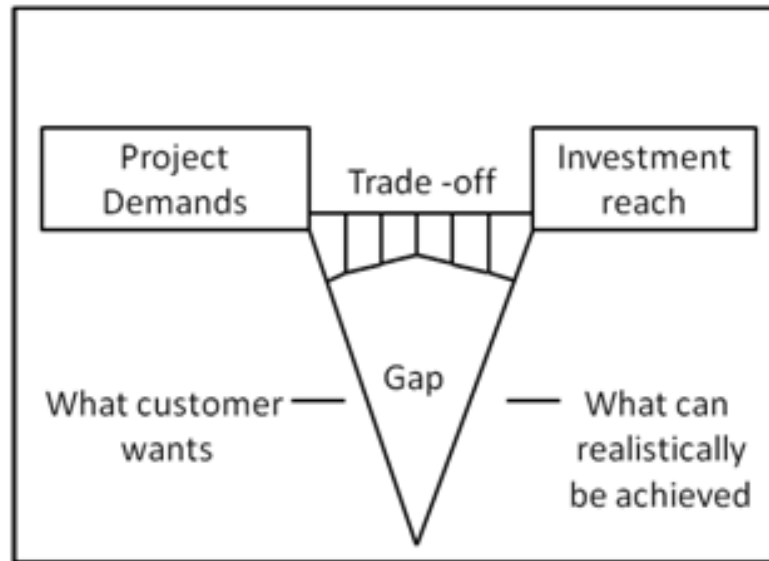 Project
Demands
Trade -off
Investment
reach
Gap
What customer
wants
What can
realistically
be achieved